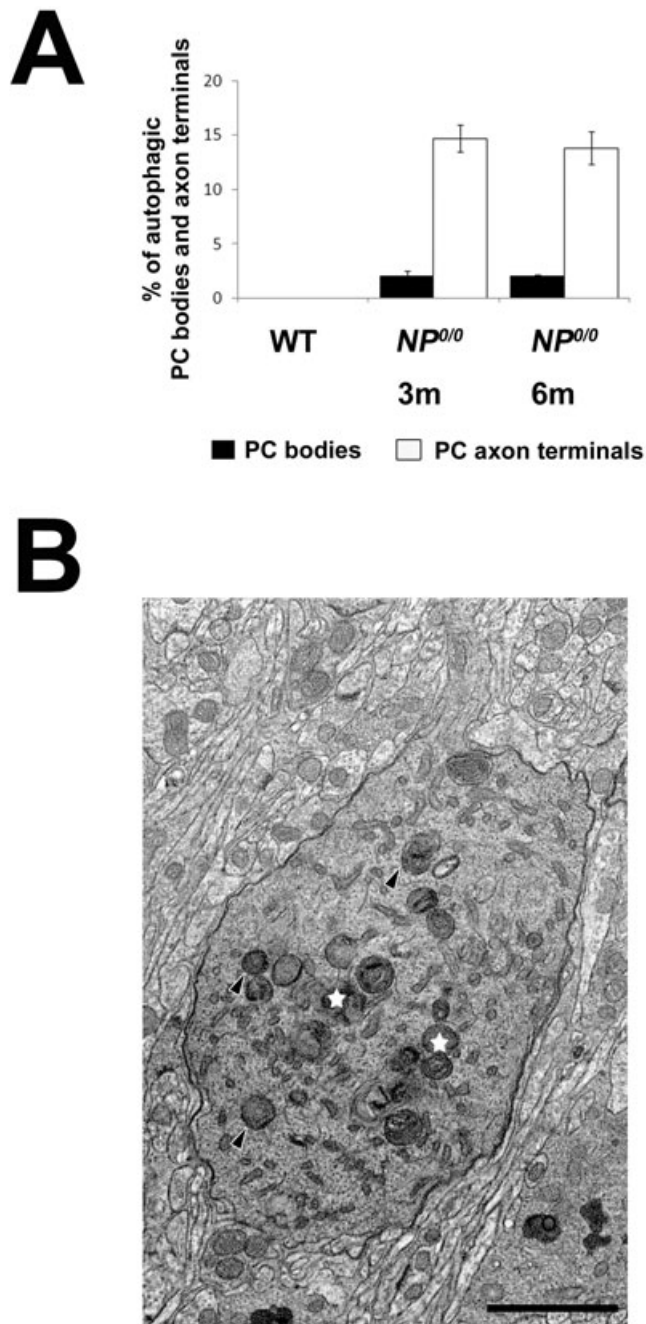 A
% of autophagic
PC bodies and axon terminals
20
15
10
5
0
WT NP0/0 NP0/0
3m 6m
PC bodies PC axon terminals
B